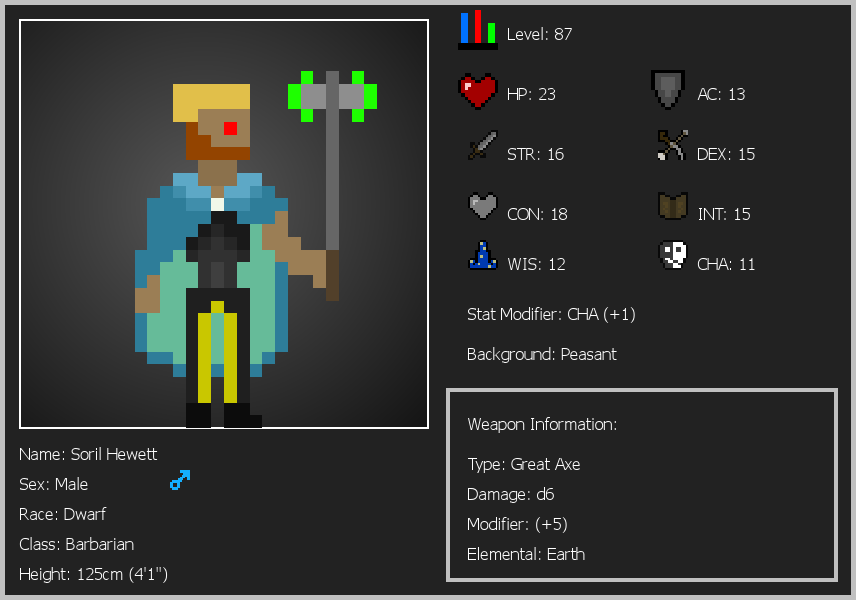 Level: 87
HP: 23
AC: 13
STR: 16
DEX: 15
CON: 18
INT: 15
WIS: 12
CHA: 11
Stat Modifier: CHA (+1)
Background: Peasant
Weapon Information:
Type: Great Axe
Damage: d6
Modifier: (+5)
Elemental: Earth
Name: Soril Hewett
Sex: Male
Race: Dwarf
Class: Barbarian
Height: 125cm (4'1")